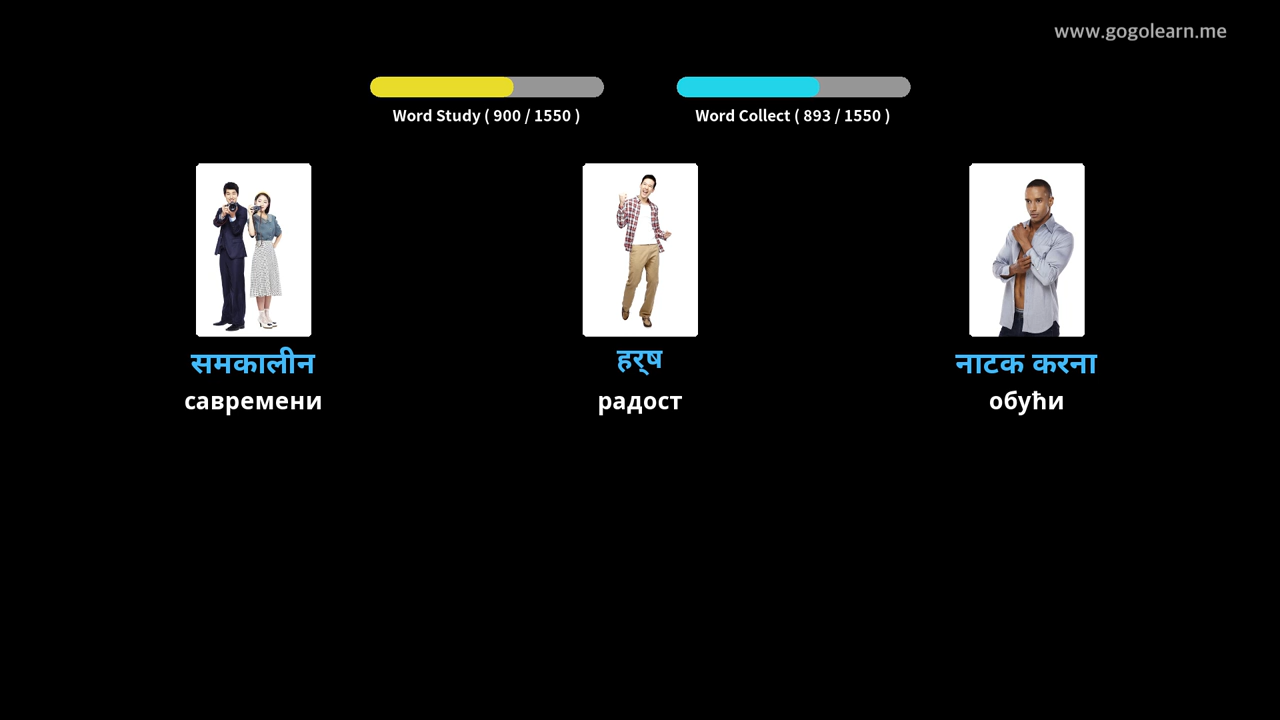 www.gogolearn.me
Word Study ( 900 / 1550 )
Word Collect ( 893 / 1550 )
समकालीन
हर्ष
नाटक करना
савремени
радост
обући